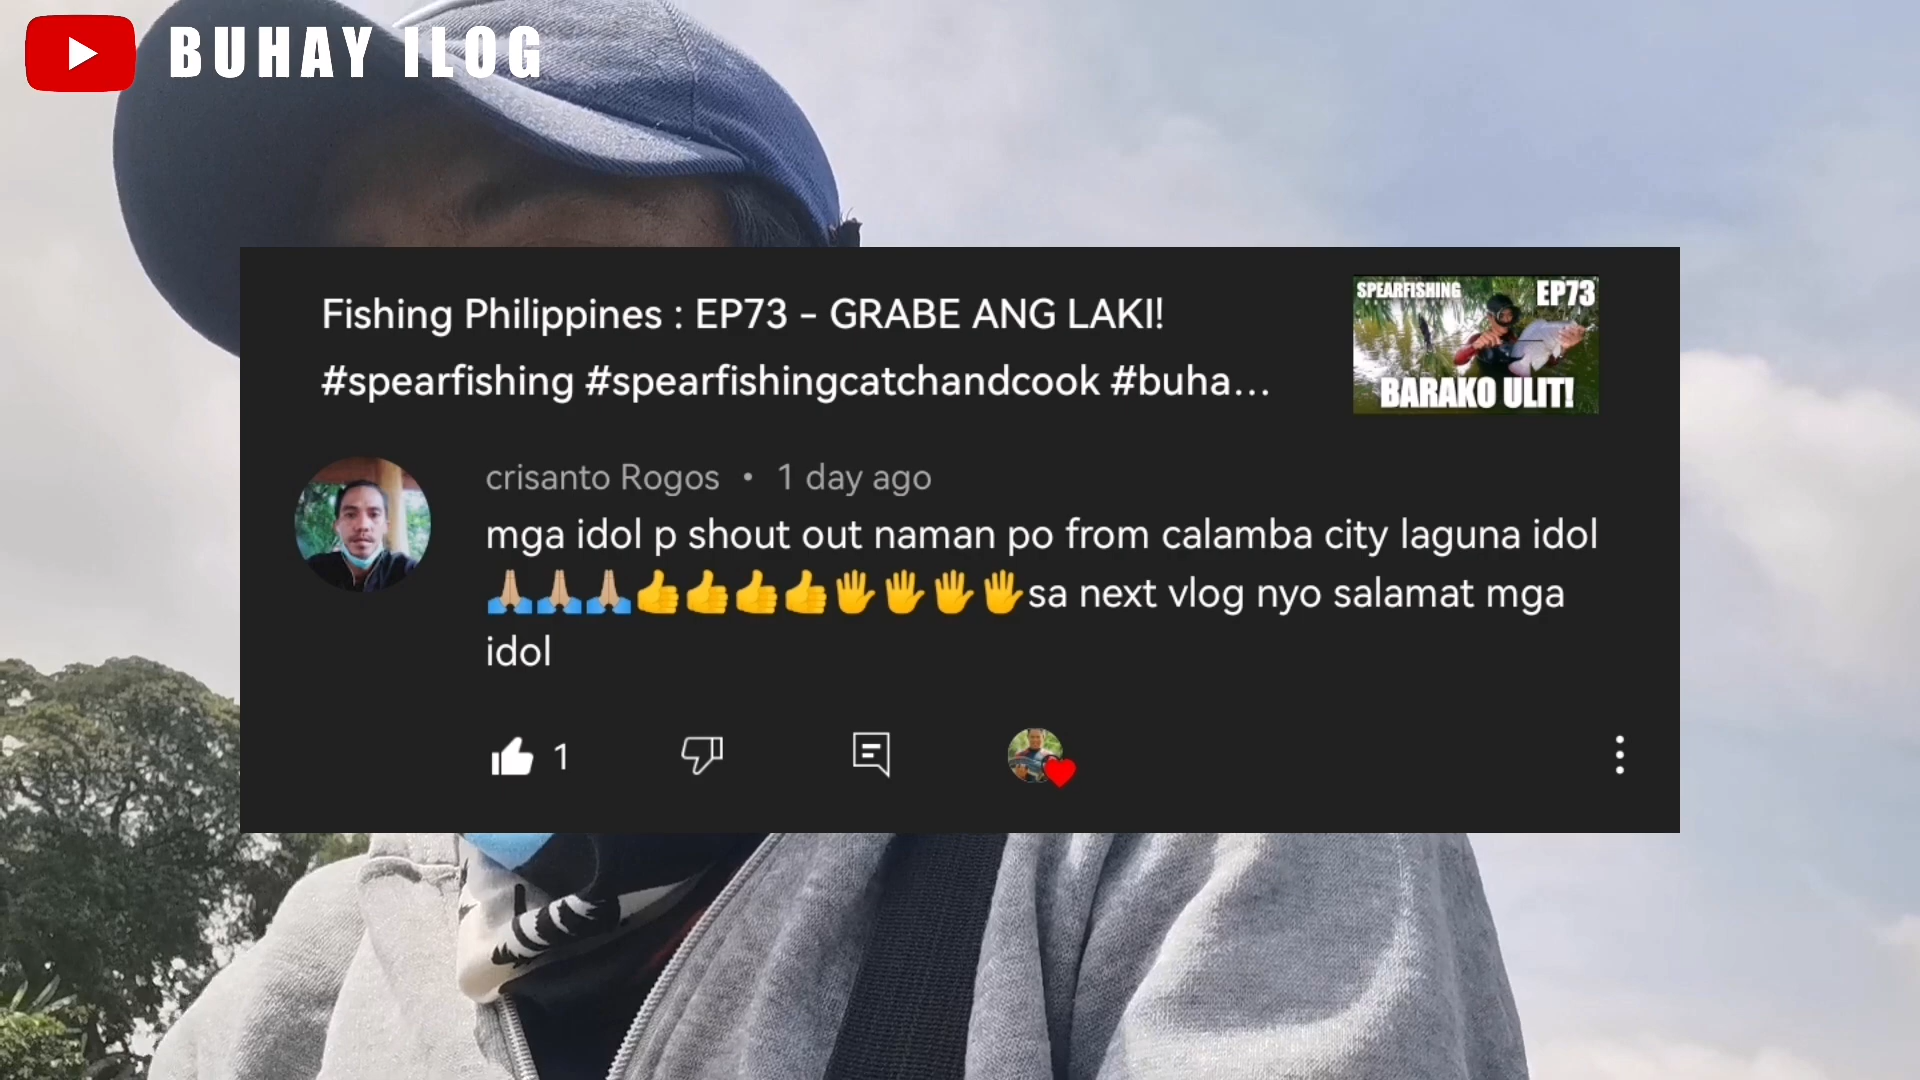 BUHAY ILOG
Fishing Philippines : EP73 - GRABE ANG LAKI!
#spearfishing #spearfishingcatchandcook #buha...
SPEARFISHING
EP73
BARAKO ULIT!
crisanto Rogos • 1 day ago
mga idol p shout out naman po from calamba city laguna idol
🙏🏼🙏🏼🙏🏼👍👍👍👍🖐🖐🖐🖐sa next vlog nyo salamat mga
idol
1